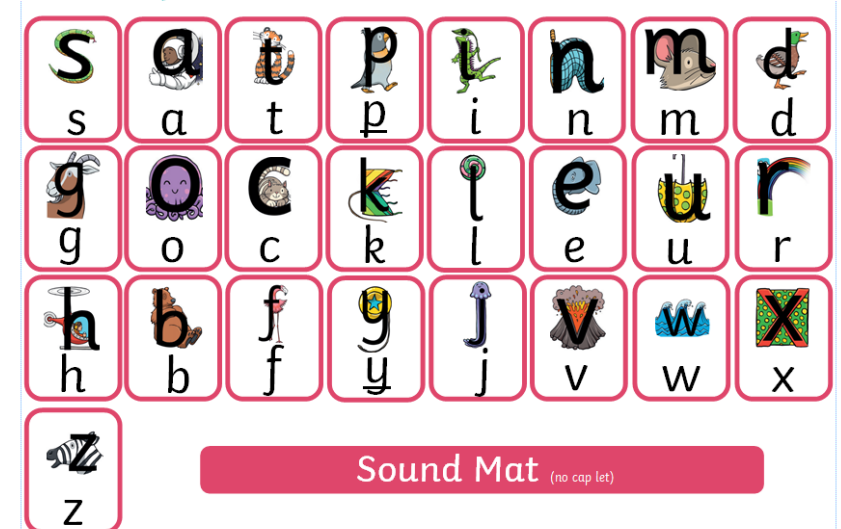 s a t p i n m d
s a t p i n m d
g o c k l e u r
g o c k l e u r
h b f y j v w x
h b f y j v w x
z
z
Sound Mat (no cap let)